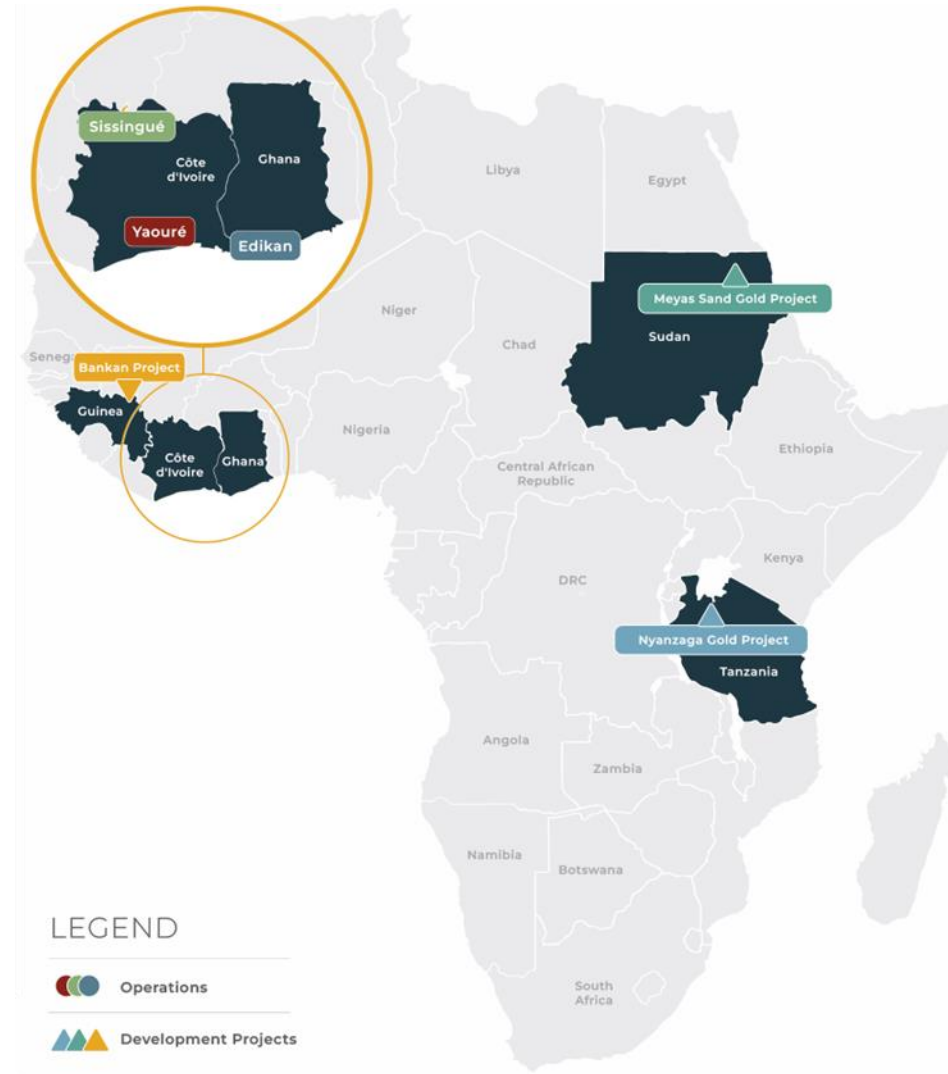 Sissingué
Côte
d'Ivoire
Ghana
Yaouré
Edikan
Libya
Egypt
Meyas Sand Gold Project
Sudan
Niger
Chad
Seneg
Bankan Project
Guinea
Côte
d'Ivoire
Ghana
Nigeria
Ethiopia
Central African
Republic
Kenya
DRC
Nyanzaga Gold Project
Tanzania
Angola
Zambia
Namibia
Botswana
South
Africa
LEGEND
Operations
Development Projects